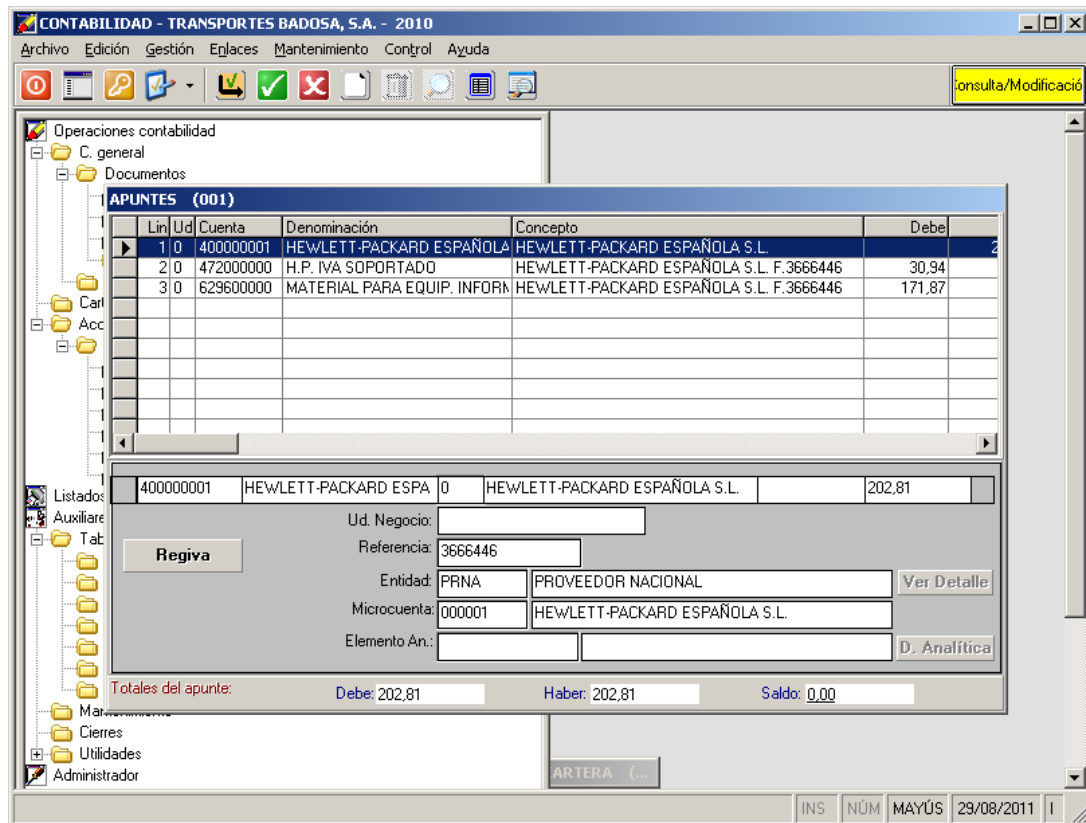 CONTABILIDAD - TRANSPORTES BADOSA, S.A. - 2010
Archivo Edición Gestión Enlaces Mantenimiento Control Ayuda
onsulta/Modificació
Operaciones contabilidad
C. general
Documentos
APUNTES (001)
Lin Ud Cuenta Denominación Concepto Debe
1 0 400000001 HEWLETT-PACKARD ESPAÑOLA HEWLETT-PACKARD ESPAÑOLA S.L. 2
2 0 472000000 H.P. IVA SOPORTADO HEWLETT-PACKARD ESPAÑOLA S.L. F.3666446 30,94
3 0 629600000 MATERIAL PARA EQUIP. INFORM HEWLETT-PACKARD ESPAÑOLA S.L. F.3666446 171,87
Cart
Acc
Listados
Auxiliare
Tab
400000001 HEWLETT-PACKARD ESPA 0 HEWLETT-PACKARD ESPAÑOLA S.L. 202,81
Ud. Negocio:
Regiva
Referencia: 3666446
Entidad: PRNA PROVEEDOR NACIONAL Ver Detalle
Microcuenta: 000001 HEWLETT-PACKARD ESPAÑOLA S.L.
Elemento An.: D. Analítica
Totales del apunte: Debe: 202,81 Haber: 202,81 Saldo: 0,00
Mantenimiento
Cierres
Utilidades
Administrador
ARTERA (...
INS NÚM MAYÚS 29/08/2011 I